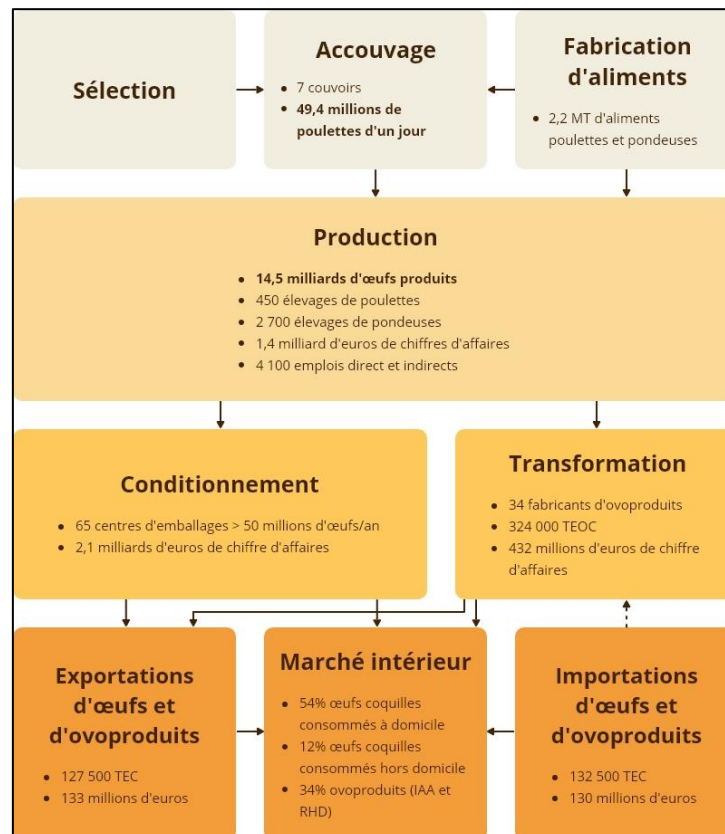 Sélection
Accouvage
• 7 couvoirs
• 49,4 millions de
poulettes d'un jour
Fabrication
d'aliments
• 2,2 MT d'aliments
poulettes et pondeuses
Production
• 14,5 milliards d'œufs produits
• 450 élevages de poulettes
• 2 700 élevages de pondeuses
• 1,4 milliard d'euros de chiffres d'affaires
• 4 100 emplois direct et indirects
Conditionnement
• 65 centres d'emballages > 50 millions d'œufs/an
• 2,1 milliards d'euros de chiffre d'affaires
Transformation
• 34 fabricants d'ovoproduits
• 324 000 TEOC
• 432 millions d'euros de chiffre
d'affaires
Exportations
d'œufs et
d'ovoproduits
• 127 500 TEC
• 133 millions d'euros
Marché intérieur
• 54% œufs coquilles
consommés à domicile
• 12% œufs coquilles
consommés hors domicile
• 34% ovoproduits (IAA et
RHD)
Importations
d'œufs et
d'ovoproduits
• 132 500 TEC
• 130 millions d'euros